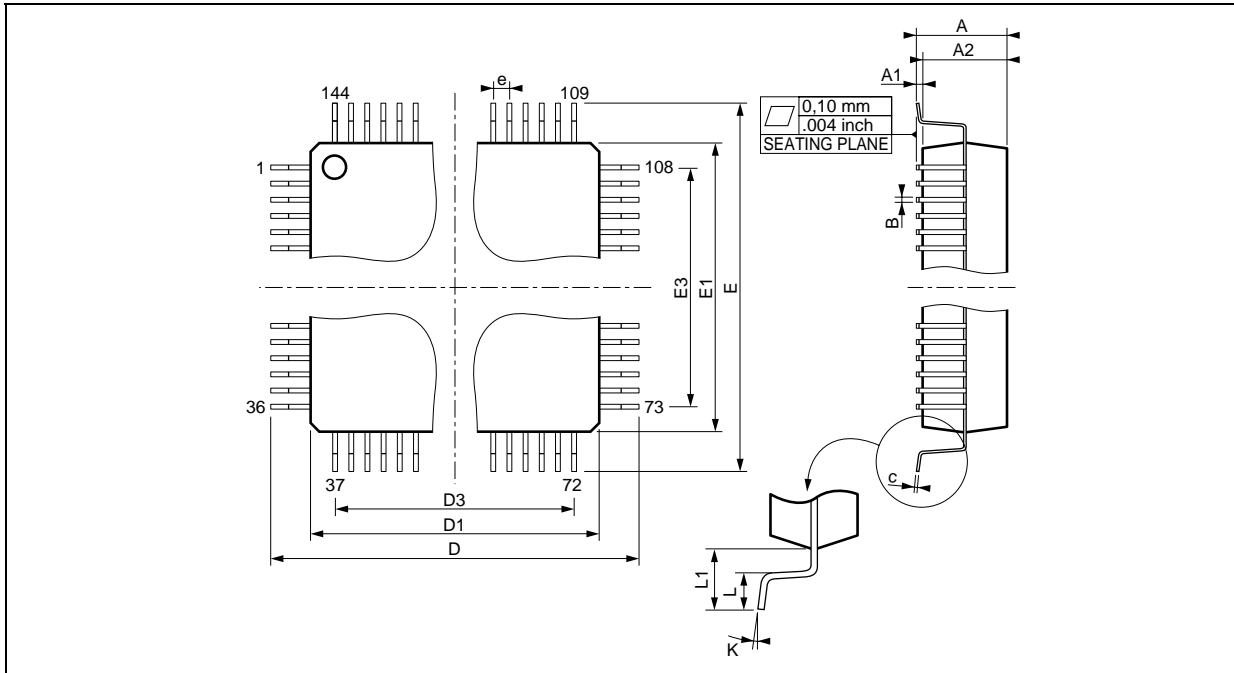 A
A2
A1
e
144
109
0,10 mm
.004 inch
SEATING PLANE
1
108
B
E3
E1
E
36
73
37
72
c
D3
D1
D
L1
L
K